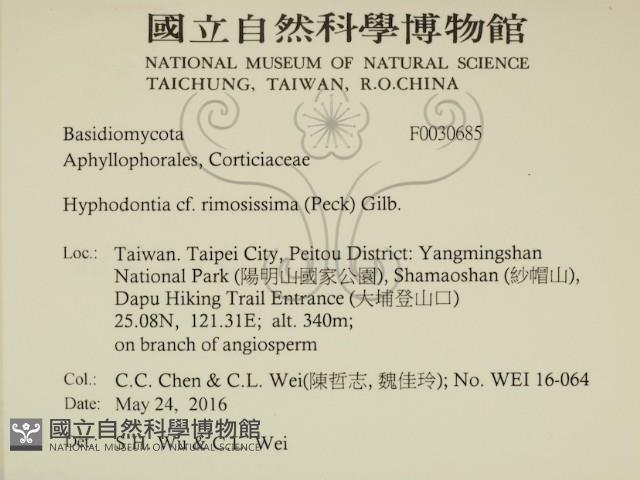 國立自然科學博物館
NATIONAL MUSEUM OF NATURAL SCIENCE
TAICHUNG, TAIWAN, R.O.CHINA
Basidiomycota F0030685
Aphyllophorales, Corticiaceae
Hyphodontia cf. rimosissima (Peck) Gilb.
Loc.: Taiwan. Taipei City, Peitou District: Yangmingshan
National Park (陽明山國家公園), Shamaoshan (紗帽山),
Dapu Hiking Trail Entrance (大埔登山口)
25.08N, 121.31E; alt. 340m;
on branch of angiosperm
Col.: C.C. Chen & C.L. Wei(陳哲志, 魏佳玲); No. WEI 16-064
Date: May 24, 2016
Det.: S.H. Wu & C.L. Wei
國立自然科學博物館
NATIONAL MUSEUM OF NATURAL SCIENCE